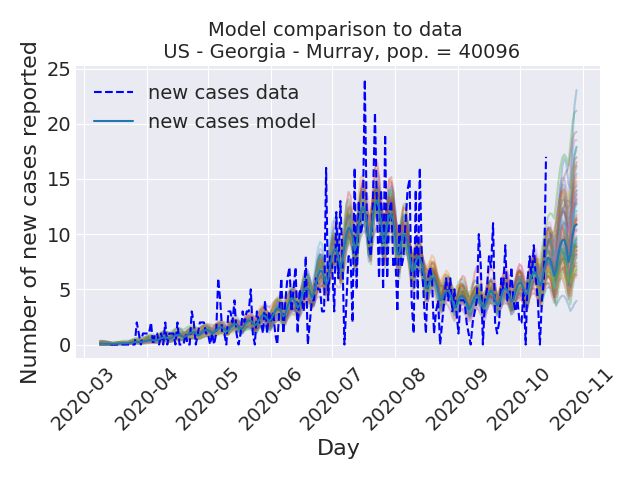 Model comparison to data
US - Georgia - Murray, pop. = 40096
Number of new cases reported
25
20
15
10
5
0
new cases data
new cases model
2020-03
2020-04
2020-05
2020-06
2020-07
2020-08
2020-09
2020-10
2020-11
Day